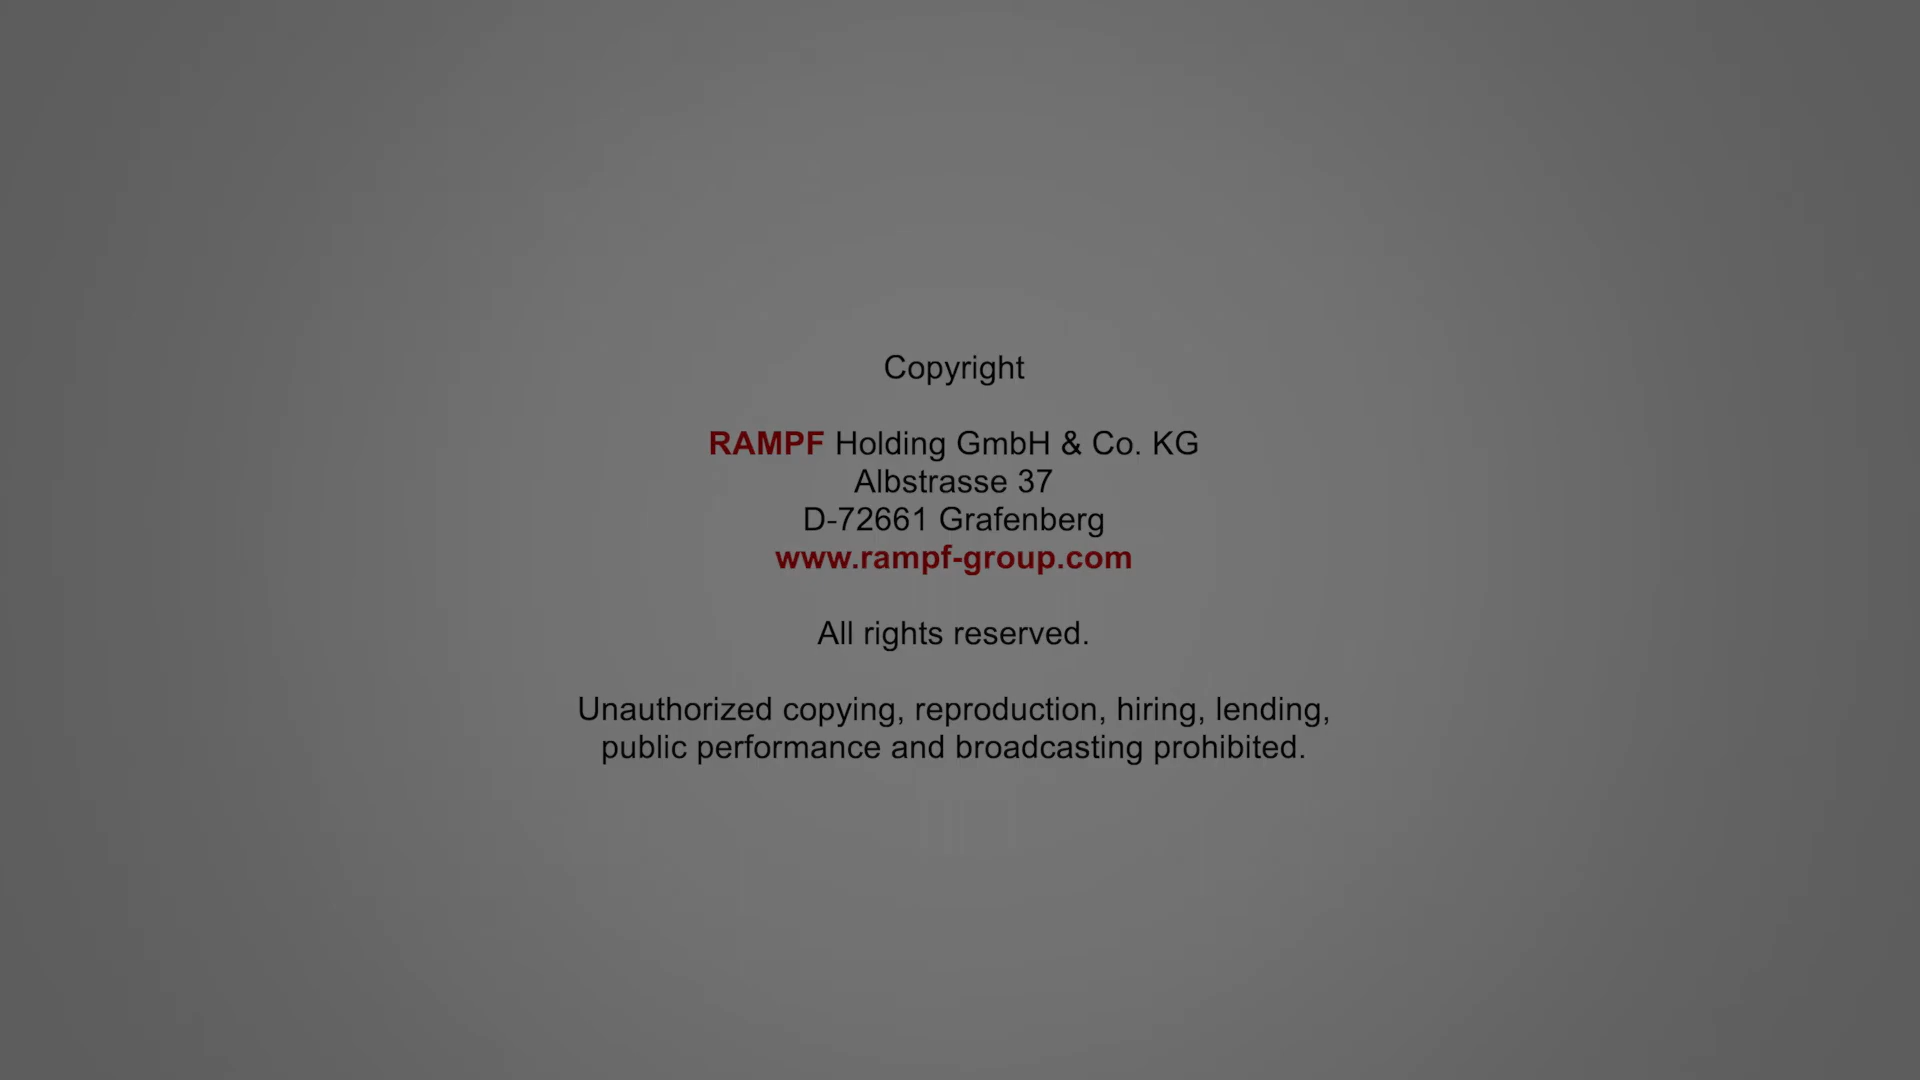 Copyright
RAMPF Holding GmbH & Co. KG
Albstrasse 37
D-72661 Grafenberg
www.rampf-group.com
All rights reserved.
Unauthorized copying, reproduction, hiring, lending,
public performance and broadcasting prohibited.